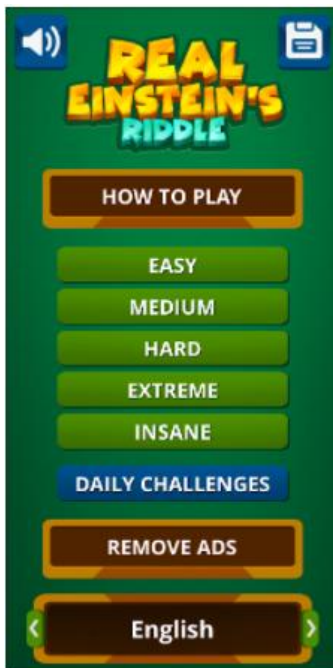 REAL
EINSTEIN'S
RIDDLE
HOW TO PLAY
EASY
MEDIUM
HARD
EXTREME
INSANE
DAILY CHALLENGES
REMOVE ADS
English